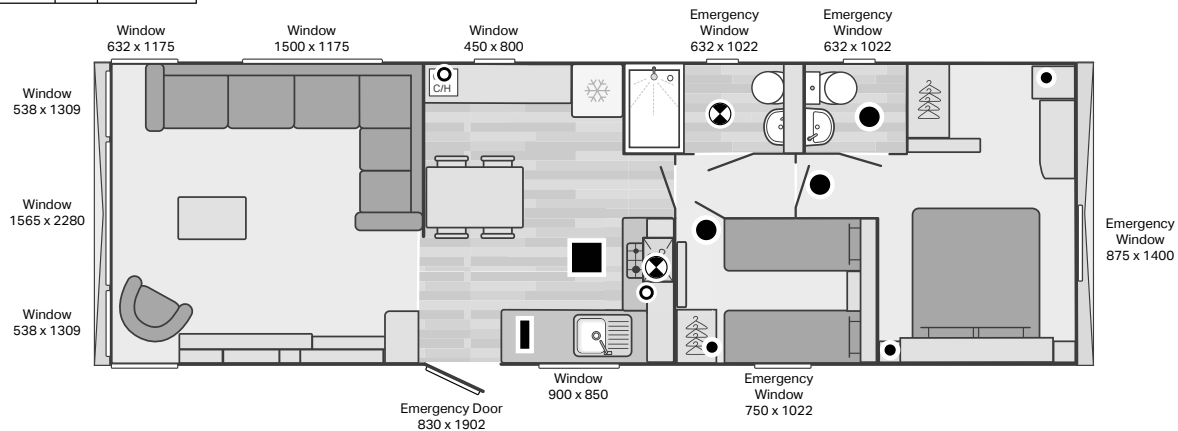 Window
632 x 1175
Window
1500 x 1175
Window
450 x 800
Emergency
Window
632 x 1022
Emergency
Window
632 x 1022
Window
538 x 1309
C/H
Window
1565 x 2280
Emergency
Window
875 x 1400
Window
538 x 1309
Window
900 x 850
Emergency
Window
750 x 1022
Emergency Door
830 x 1902